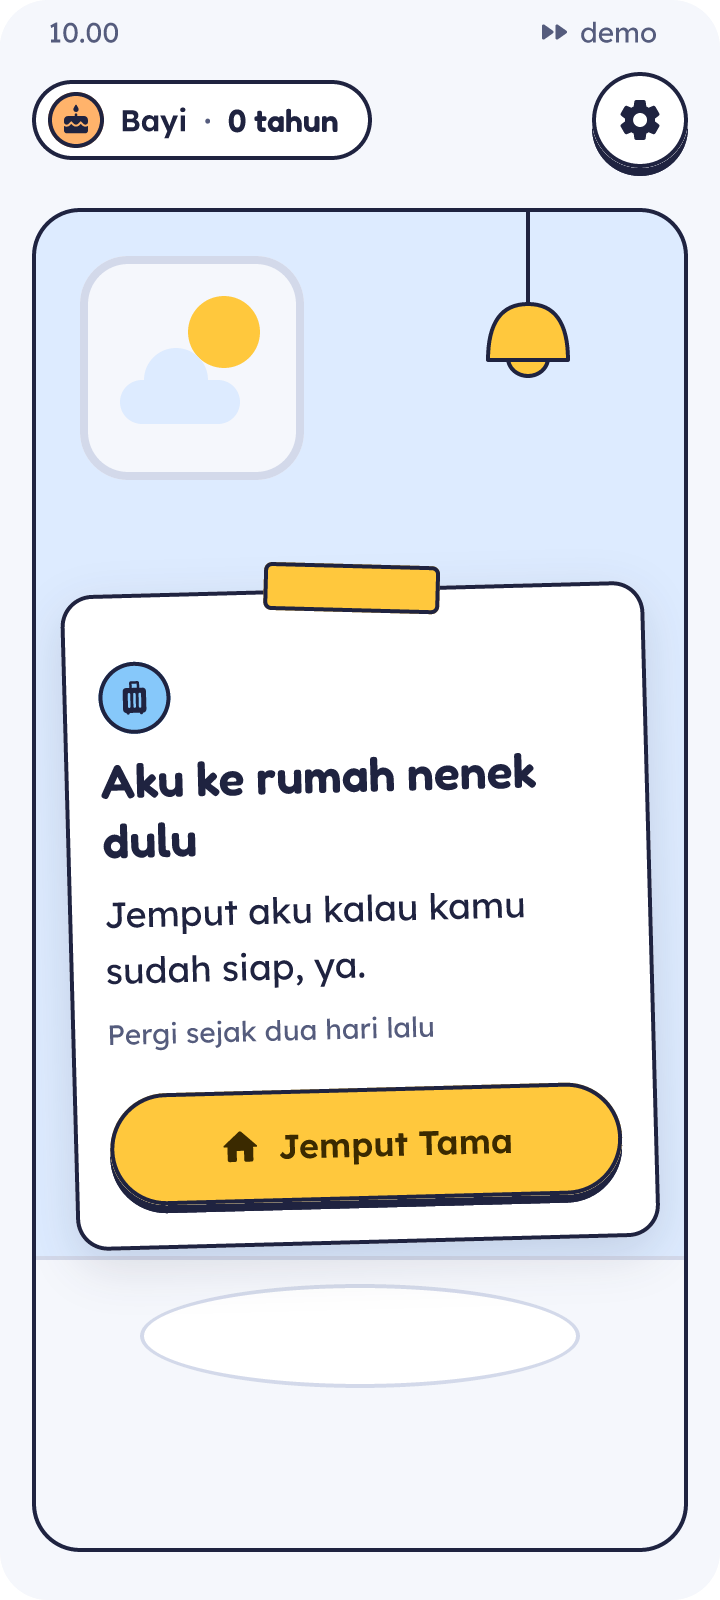 10.00
demo
Bayi · 0 tahun
Aku ke rumah nenek
dulu
Jemput aku kalau kamu
sudah siap, ya.
Pergi sejak dua hari lalu
Jemput Tama